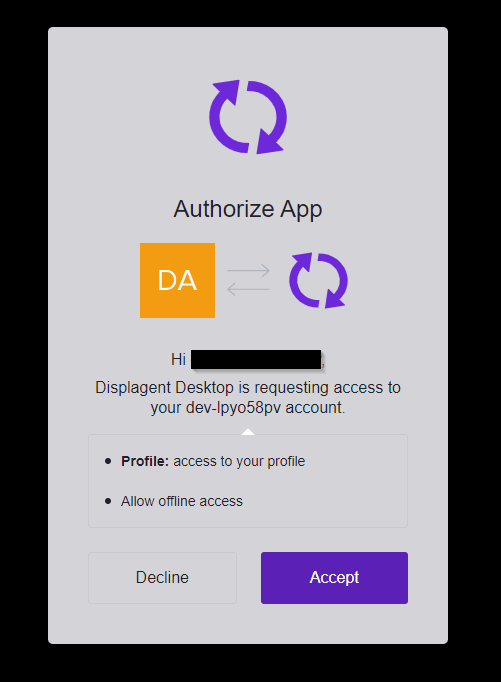 Authorize App
DA
Hi ,
Displagent Desktop is requesting access to
your dev-lpyo58pv account.
Profile: access to your profile
Allow offline access
Decline
Accept